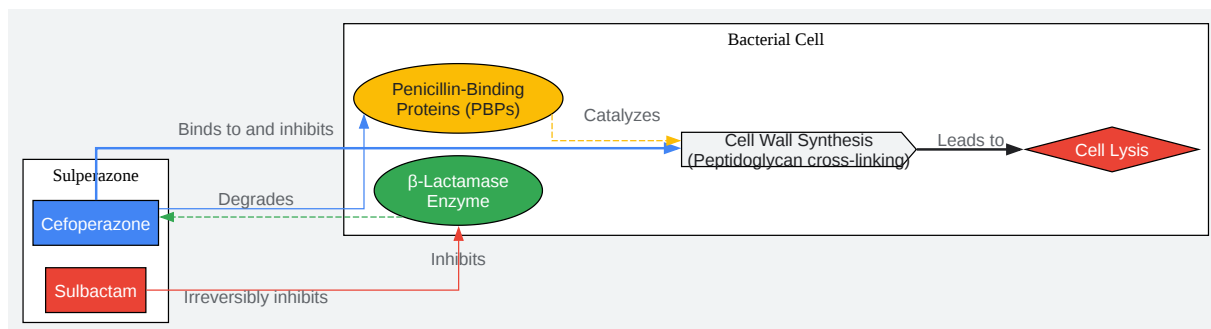 Bacterial Cell
Penicillin-Binding
Proteins (PBPs)
Catalyzes
Binds to and inhibits
Cell Wall Synthesis
(Peptidoglycan cross-linking)
Leads to
Cell Lysis
Sulperazone
β-Lactamase
Enzyme
Degrades
Cefoperazone
Inhibits
Sulbactam
Irreversibly inhibits